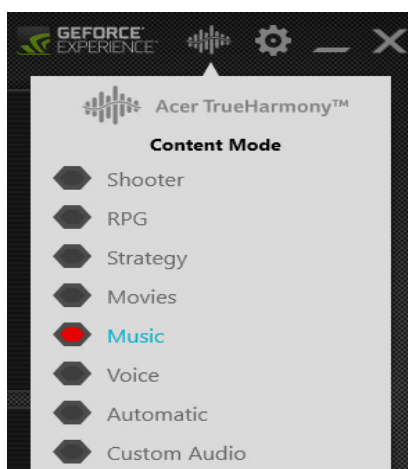 GEFORCE
EXPERIENCE
Acer TrueHarmony™
Content Mode
Shooter
RPG
Strategy
Movies
Music
Voice
Automatic
Custom Audio